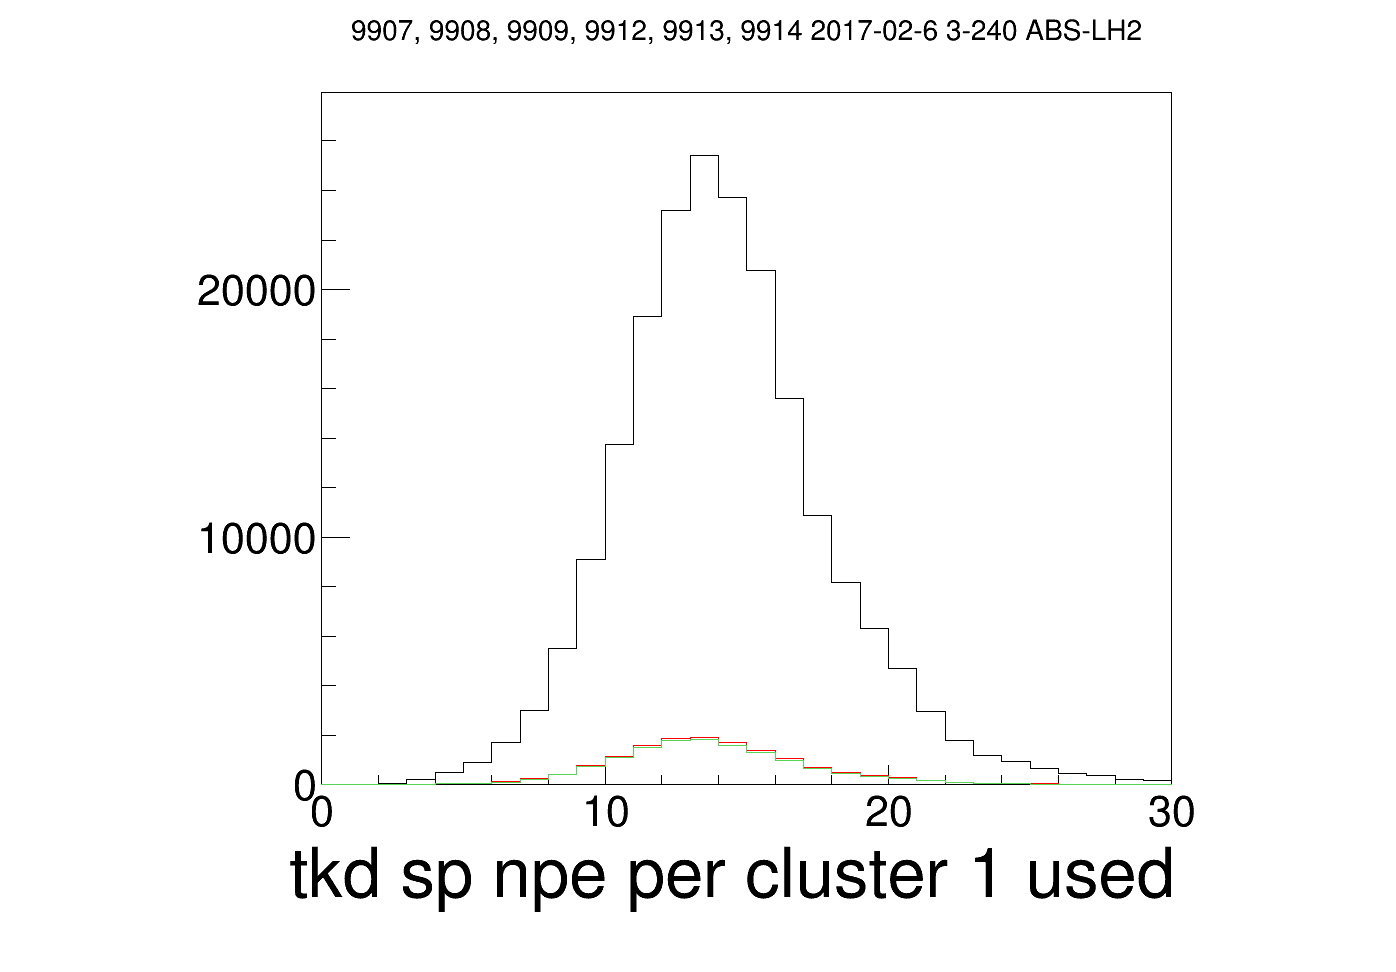 9907, 9908, 9909, 9912, 9913, 9914 2017-02-6 3-240 ABS-LH2
20000
10000
0
0 10 20 30
tkd sp npe per cluster 1 used